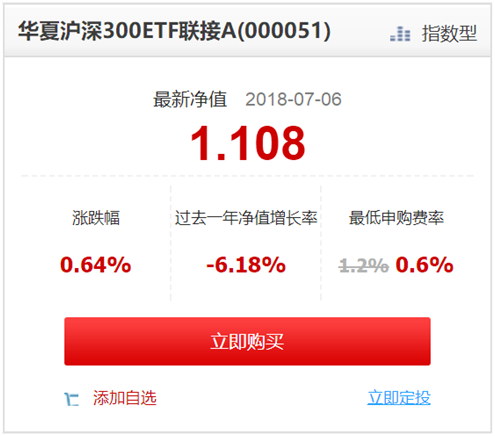 华夏沪深300ETF联接A(000051)
指数型
最新净值 2018-07-06
1.108
涨跌幅 过去一年净值增长率 最低申购费率
0.64% -6.18% 1.2% 0.6%
立即购买
添加自选 立即定投